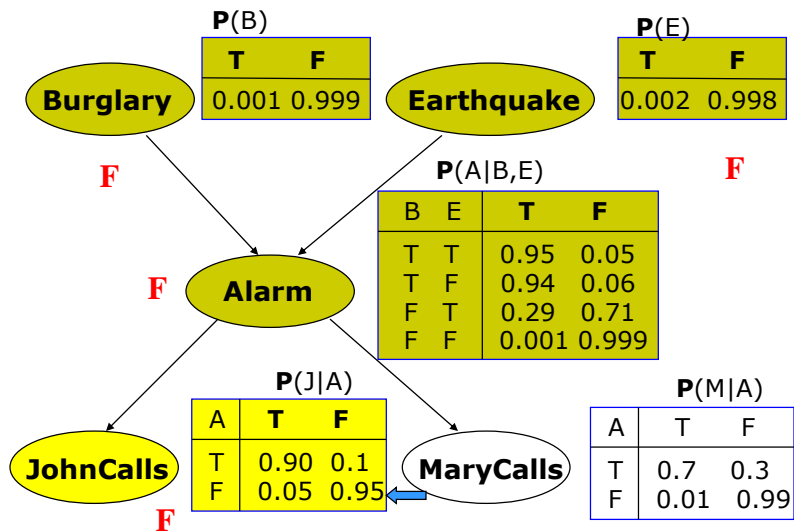 P(B)
T F
0.001 0.999
Burglary
P(E)
T F
0.002 0.998
Earthquake
F
F
P(A|B,E)
B E T F
T T 0.95 0.05
T F 0.94 0.06
F T 0.29 0.71
F F 0.001 0.999
F
Alarm
P(J|A)
A T F
T 0.90 0.1
F 0.05 0.95
JohnCalls
F
MaryCalls
P(M|A)
A T F
T 0.7 0.3
F 0.01 0.99